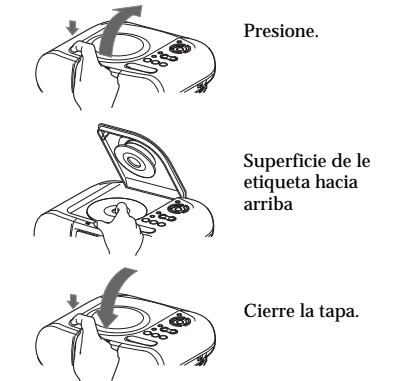 Presione.
Superficie de le
etiqueta hacia
arriba
Cierre la tapa.